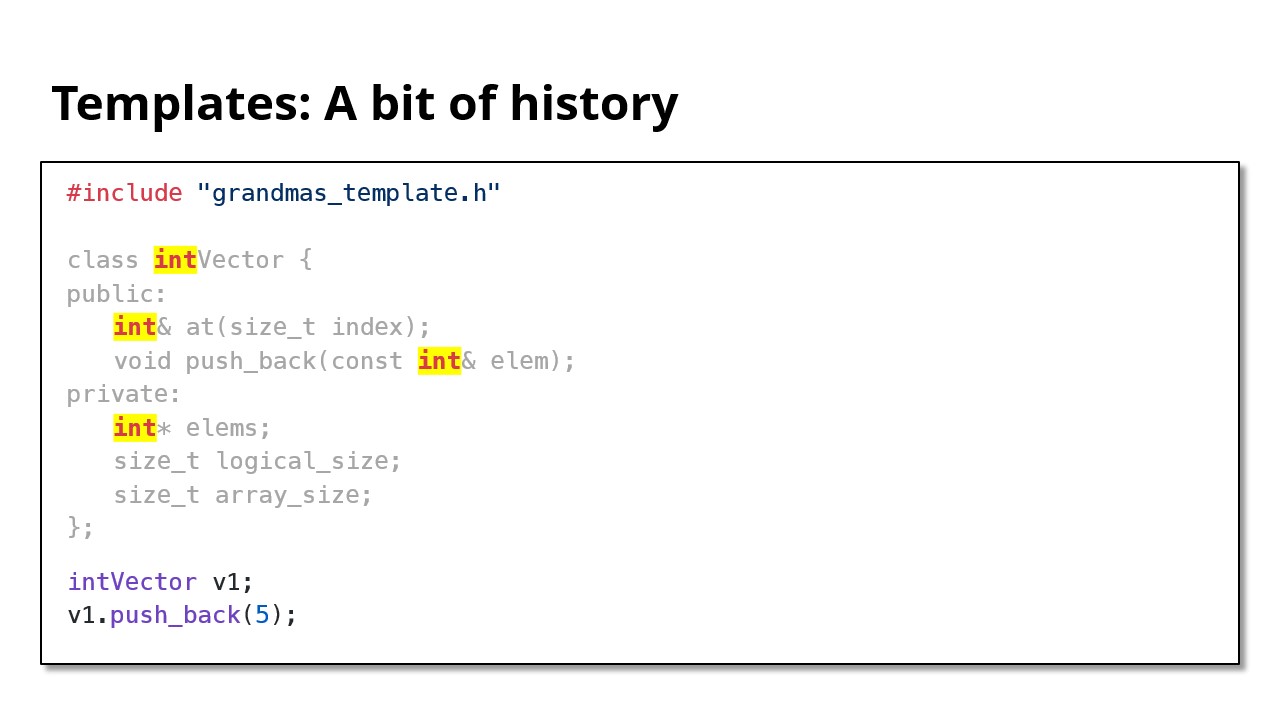 Templates: A bit of history
#include "grandmas_template.h"
class intVector {
public:
int& at(size_t index);
void push_back(const int& elem);
private:
int* elems;
size_t logical_size;
size_t array_size;
};
intVector v1;
v1.push_back(5);